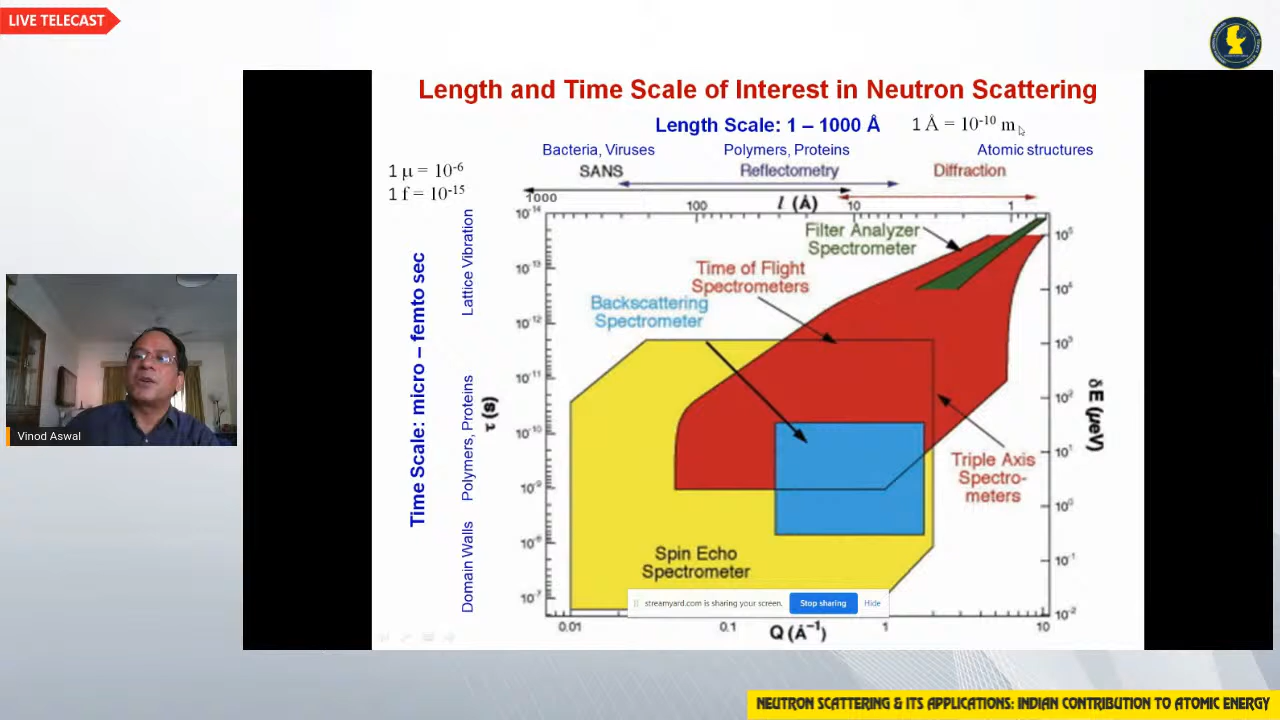 LIVE TELECAST
Length and Time Scale of Interest in Neutron Scattering
Length Scale: 1 – 1000 Å
1 Å = 10⁻¹⁰ m
Bacteria, Viruses
Polymers, Proteins
Atomic structures
1 μ = 10⁻⁶
1 f = 10⁻¹⁵
SANS
Reflectometry
Diffraction
1000
100
l (Å)
10
1
10⁻¹⁴
10⁻¹³
10⁻¹²
10⁻¹¹
10⁻¹⁰
10⁻⁹
10⁻⁸
10⁻⁷
τ (s)
Time Scale: micro – femto sec
Lattice Vibration
Polymers, Proteins
Domain Walls
Filter Analyzer
Spectrometer
Time of Flight
Spectrometers
Backscattering
Spectrometer
Triple Axis
Spectro-
meters
Spin Echo
Spectrometer
10⁵
10⁴
10³
10²
10¹
10⁰
10⁻¹
10⁻²
δE (μeV)
0.01
0.1
Q (Å⁻¹)
1
10
streamyard.com is sharing your screen.
Stop sharing
Hide
Vinod Aswal
NEUTRON SCATTERING & ITS APPLICATIONS: INDIAN CONTRIBUTION TO ATOMIC ENERGY